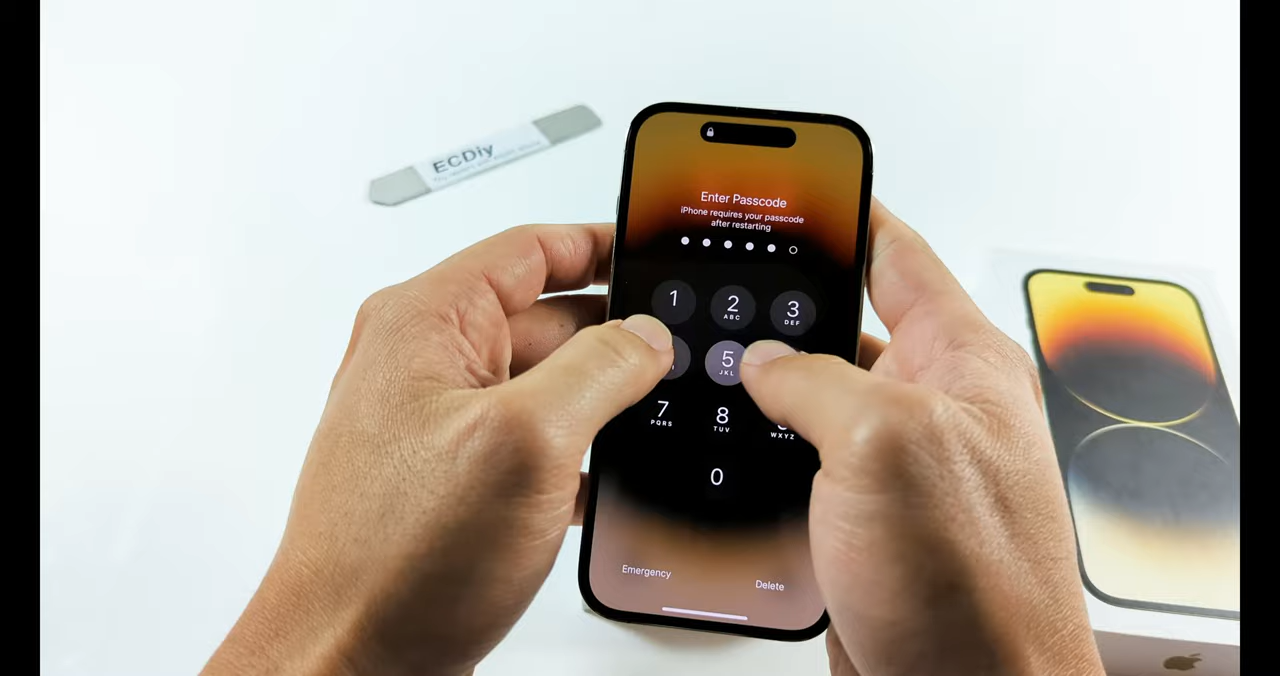 ECDiy
Enter Passcode
iPhone requires your passcode
after restarting
1
2
ABC
3
DEF
5
JKL
7
PQRS
8
TUV
WXYZ
0
Emergency
Delete